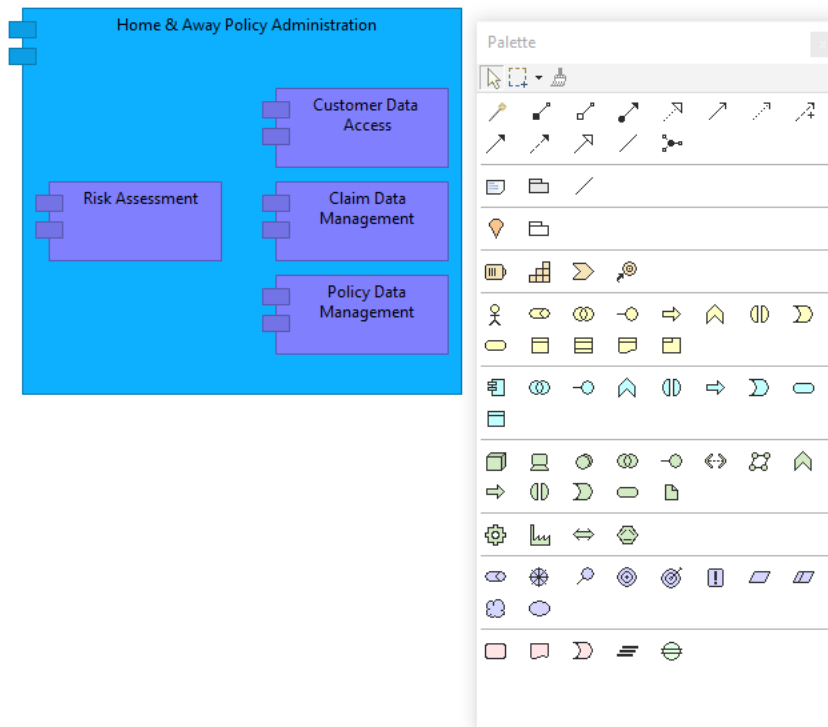 Home & Away Policy Administration
Palette
Customer Data
Access
Risk Assessment
Claim Data
Management
Policy Data
Management